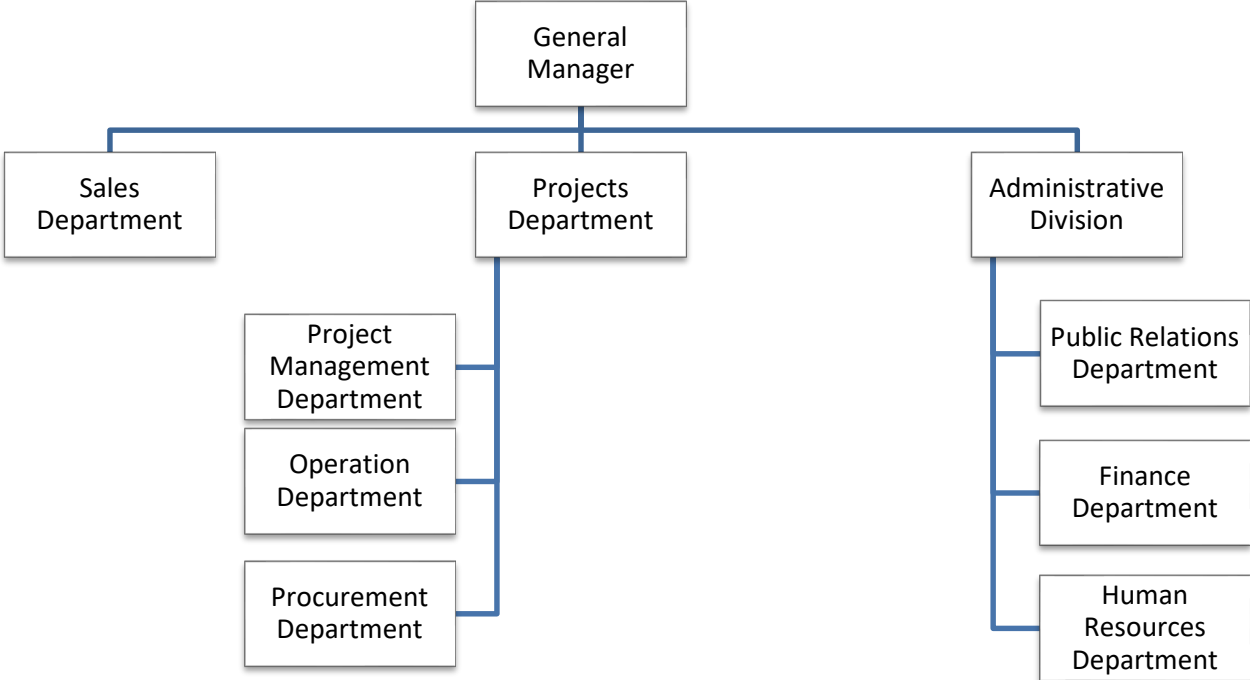 General
Manager
Sales
Department
Projects
Department
Administrative
Division
Project
Management
Department
Operation
Department
Procurement
Department
Public Relations
Department
Finance
Department
Human
Resources
Department